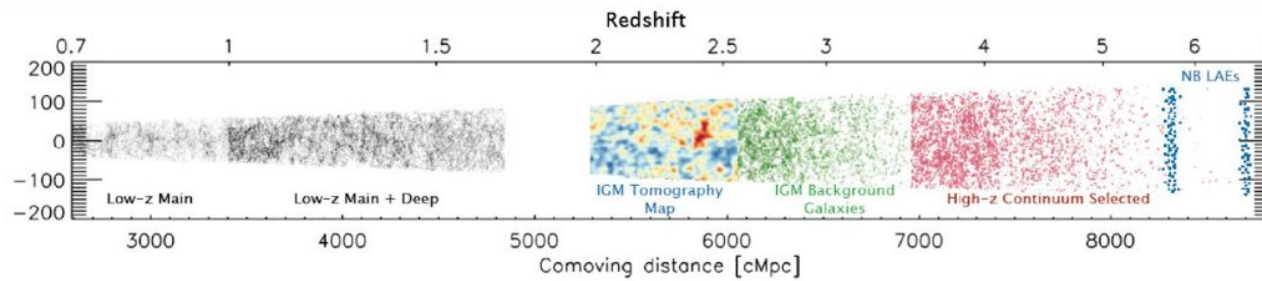 Redshift
0.7 1 1.5 2 2.5 3 4 5 6
200
100
0
−100
−200
NB LAEs
Low-z Main
Low-z Main + Deep
IGM Tomography
Map
IGM Background
Galaxies
High-z Continuum Selected
3000 4000 5000 6000 7000 8000
Comoving distance [cMpc]